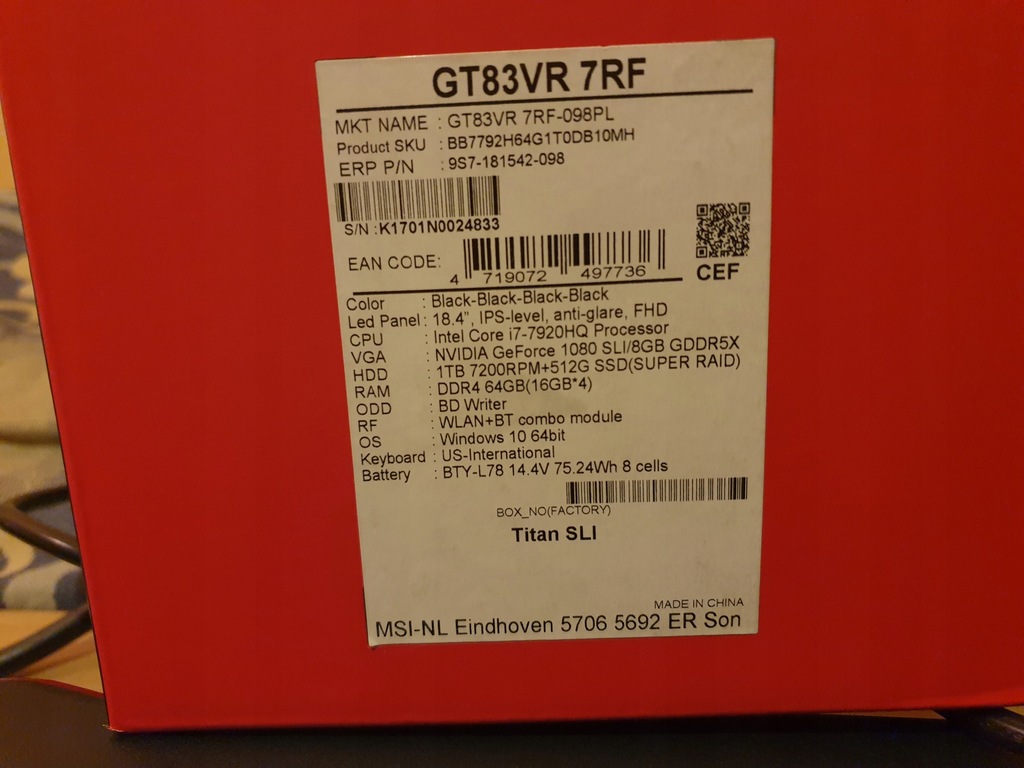 GT83VR 7RF
MKT NAME : GT83VR 7RF-098PL
Product SKU : BB7792H64G1T0DB10MH
ERP P/N : 9S7-181542-098
S/N :K1701N0024833
EAN CODE:
4 719072 497736
CEF
Color : Black-Black-Black-Black
Led Panel : 18.4", IPS-level, anti-glare, FHD
CPU : Intel Core i7-7920HQ Processor
VGA : NVIDIA GeForce 1080 SLI/8GB GDDR5X
HDD : 1TB 7200RPM+512G SSD(SUPER RAID)
RAM : DDR4 64GB(16GB*4)
ODD : BD Writer
RF : WLAN+BT combo module
OS : Windows 10 64bit
Keyboard : US-International
Battery : BTY-L78 14.4V 75.24Wh 8 cells
BOX_NO(FACTORY)
Titan SLI
MADE IN CHINA
MSI-NL Eindhoven 5706 5692 ER Son